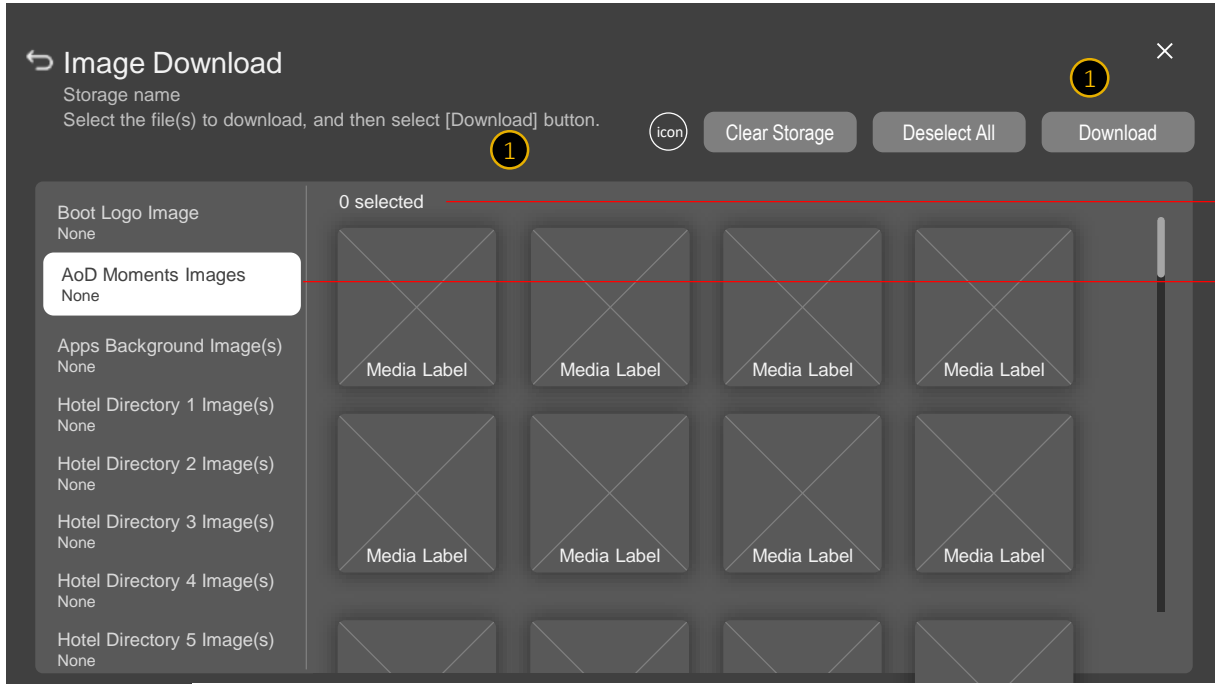 Image Download
Storage name
Select the file(s) to download, and then select [Download] button.
1
1
icon
Clear Storage
Deselect All
Download
Boot Logo Image
None
AoD Moments Images
None
Apps Background Image(s)
None
Hotel Directory 1 Image(s)
None
Hotel Directory 2 Image(s)
None
Hotel Directory 3 Image(s)
None
Hotel Directory 4 Image(s)
None
Hotel Directory 5 Image(s)
None
0 selected
Media Label Media Label Media Label Media Label
Media Label Media Label Media Label Media Label